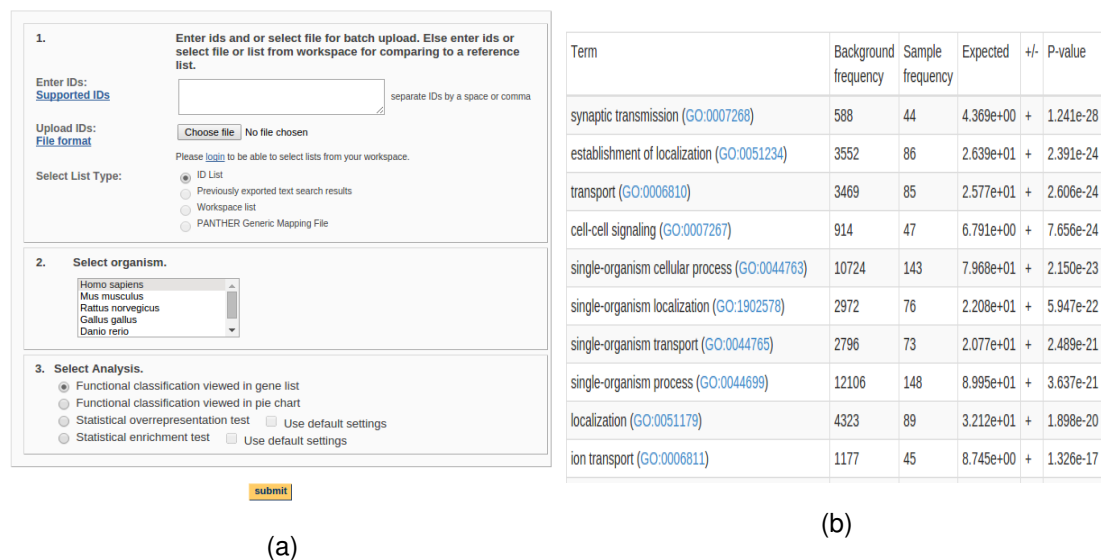 1. Enter ids and or select file for batch upload. Else enter ids or
select file or list from workspace for comparing to a reference
list.
Enter IDs:
Supported IDs
separate IDs by a space or comma
Upload IDs:
File format
Choose file No file chosen
Please login to be able to select lists from your workspace.
Select List Type:
ID List
Previously exported text search results
Workspace list
PANTHER Generic Mapping File
2. Select organism.
Homo sapiens
Mus musculus
Rattus norvegicus
Gallus gallus
Danio rerio
3. Select Analysis.
Functional classification viewed in gene list
Functional classification viewed in pie chart
Statistical overrepresentation test Use default settings
Statistical enrichment test Use default settings
submit
(a)
Term Background Sample Expected +/- P-value
frequency frequency
synaptic transmission (GO:0007268) 588 44 4.369e+00 + 1.241e-28
establishment of localization (GO:0051234) 3552 86 2.639e+01 + 2.391e-24
transport (GO:0006810) 3469 85 2.577e+01 + 2.606e-24
cell-cell signaling (GO:0007267) 914 47 6.791e+00 + 7.656e-24
single-organism cellular process (GO:0044763) 10724 143 7.968e+01 + 2.150e-23
single-organism localization (GO:1902578) 2972 76 2.208e+01 + 5.947e-22
single-organism transport (GO:0044765) 2796 73 2.077e+01 + 2.489e-21
single-organism process (GO:0044699) 12106 148 8.995e+01 + 3.637e-21
localization (GO:0051179) 4323 89 3.212e+01 + 1.898e-20
ion transport (GO:0006811) 1177 45 8.745e+00 + 1.326e-17
(b)